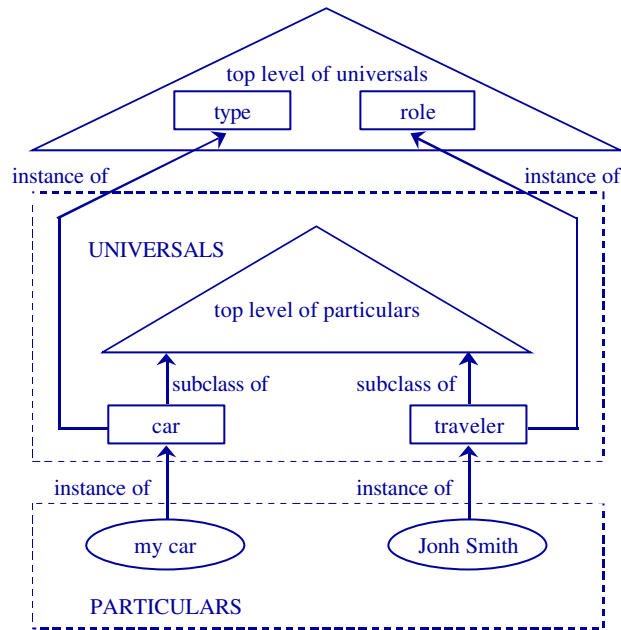 top level of universals
type
role
instance of
instance of
UNIVERSALS
top level of particulars
subclass of
subclass of
car
traveler
instance of
instance of
my car
Jonh Smith
PARTICULARS